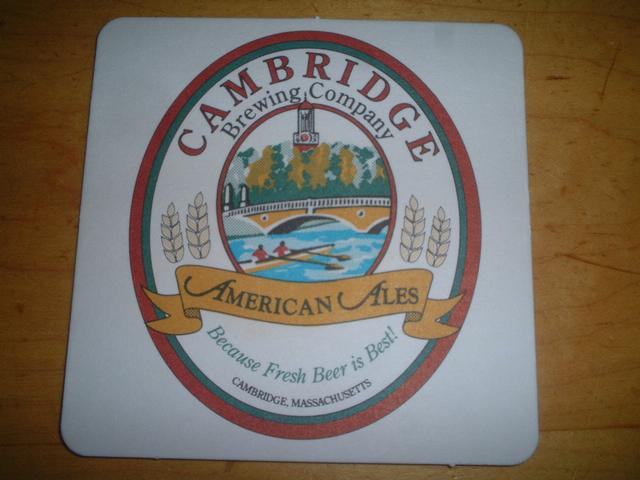 CAMBRIDGE
Brewing Company
AMERICAN ALES
Because Fresh Beer is Best!
CAMBRIDGE, MASSACHUSETTS